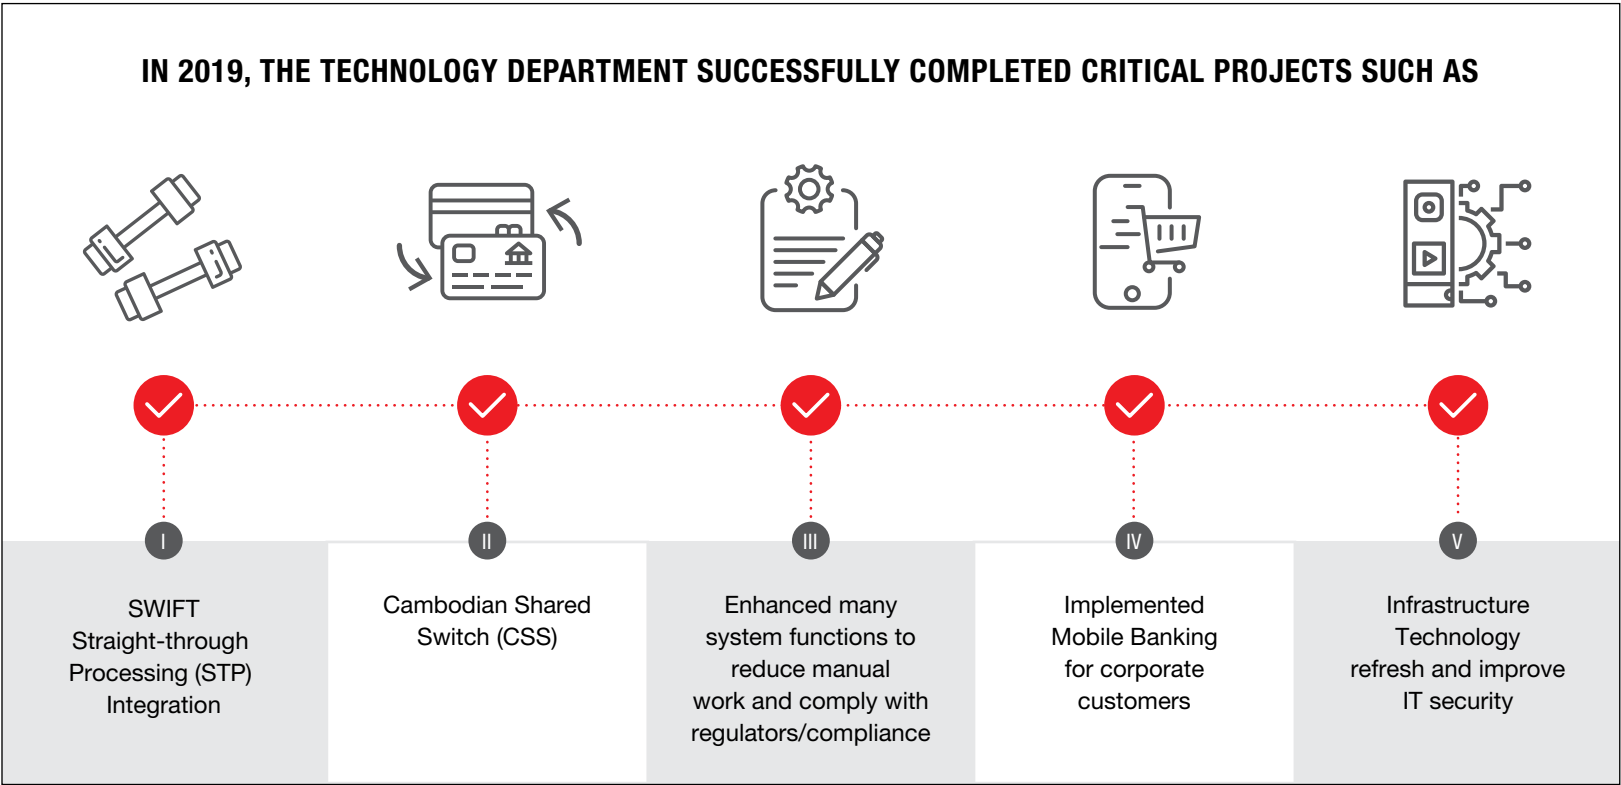 IN 2019, THE TECHNOLOGY DEPARTMENT SUCCESSFULLY COMPLETED CRITICAL PROJECTS SUCH AS
I
SWIFT
Straight-through
Processing (STP)
Integration
II
Cambodian Shared
Switch (CSS)
III
Enhanced many
system functions to
reduce manual
work and comply with
regulators/compliance
IV
Implemented
Mobile Banking
for corporate
customers
V
Infrastructure
Technology
refresh and improve
IT security